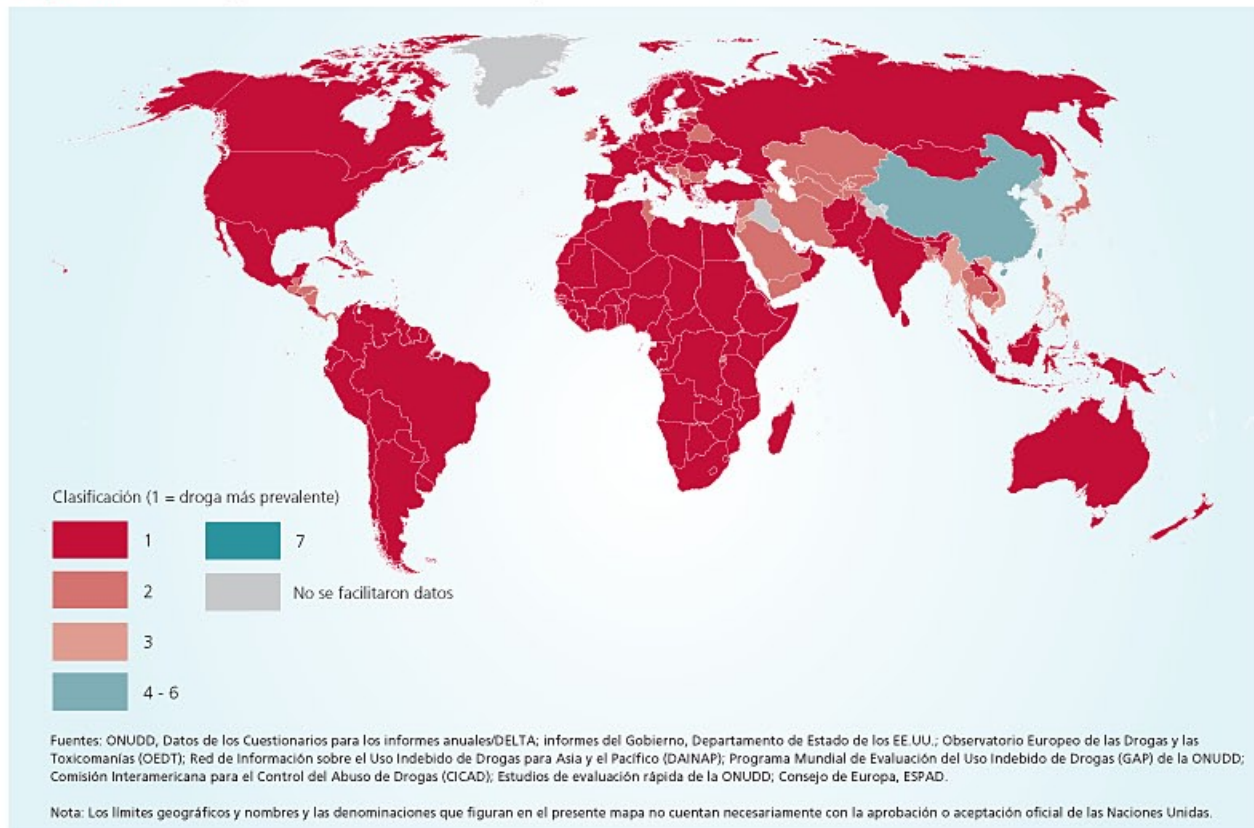 Clasificación (1 = droga más prevalente)
1
7
2
No se facilitaron datos
3
4 - 6
Fuentes: ONUDD, Datos de los Cuestionarios para los informes anuales/DELTA; informes del Gobierno, Departamento de Estado de los EE.UU.; Observatorio Europeo de las Drogas y las
Toxicomanías (OEDT); Red de Información sobre el Uso Indebido de Drogas para Asia y el Pacífico (DAINAP); Programa Mundial de Evaluación del Uso Indebido de Drogas (GAP) de la ONUDD;
Comisión Interamericana para el Control del Abuso de Drogas (CICAD); Estudios de evaluación rápida de la ONUDD; Consejo de Europa, ESPAD.
Nota: Los límites geográficos y nombres y las denominaciones que figuran en el presente mapa no cuentan necesariamente con la aprobación o aceptación oficial de las Naciones Unidas.